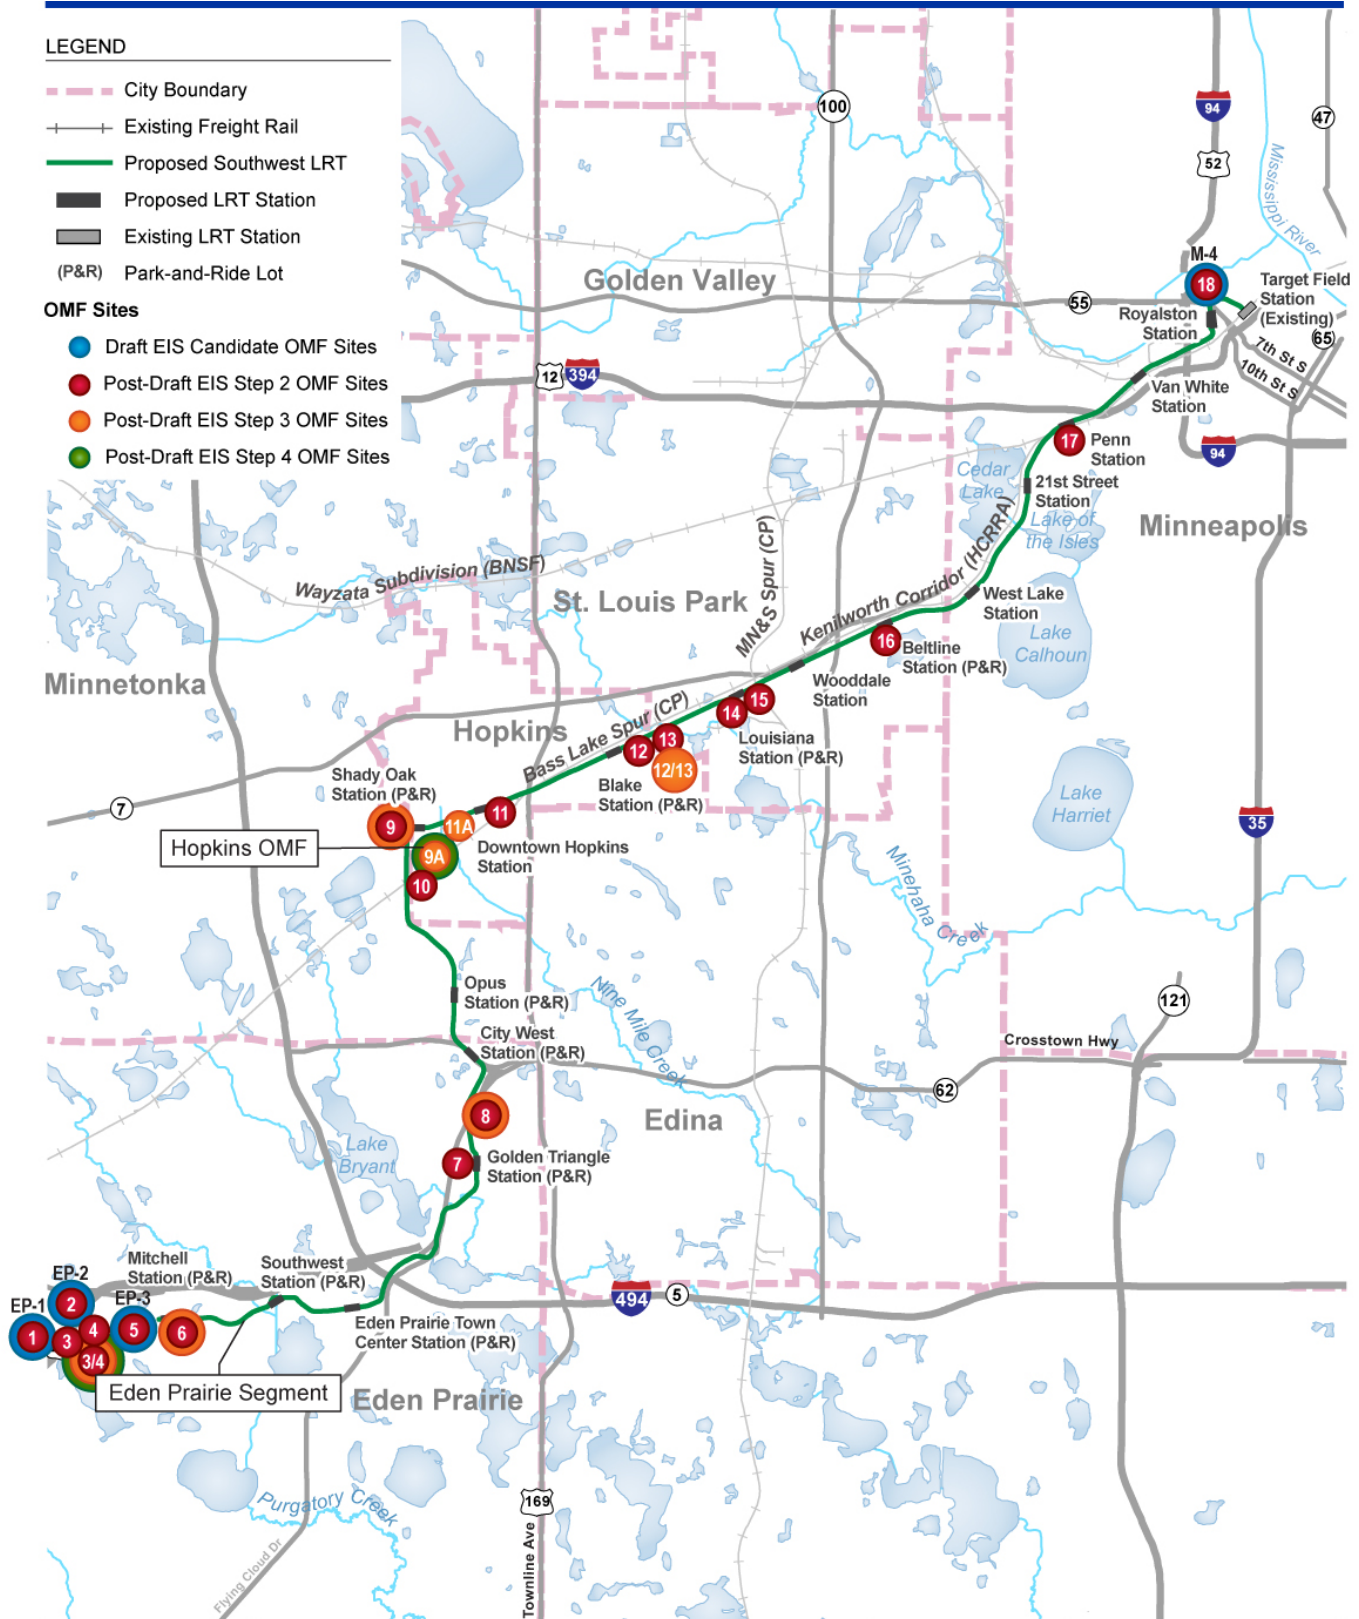 LEGEND
City Boundary
Existing Freight Rail
Proposed Southwest LRT
Proposed LRT Station
Existing LRT Station
(P&R) Park-and-Ride Lot
OMF Sites
Draft EIS Candidate OMF Sites
Post-Draft EIS Step 2 OMF Sites
Post-Draft EIS Step 3 OMF Sites
Post-Draft EIS Step 4 OMF Sites
100
94
47
52
Mississippi River
M-4
18
Target Field
Station
(Existing)
Golden Valley
55
Royalston
Station
65
7th St S
10th St S
12
394
Van White
Station
17
Penn
Station
94
Cedar
Lake
21st Street
Station
Lake of
the Isles
Minneapolis
MN&S Spur (CP)
Kenilworth Corridor (HCRRA)
Wayzata Subdivision (BNSF)
St. Louis Park
West Lake
Station
Lake
Calhoun
16
Beltline
Station (P&R)
Minnetonka
Wooddale
Station
15
14
Hopkins
Bass Lake Spur (CP)
Louisiana
Station (P&R)
13
12
12/13
Blake
Station (P&R)
Shady Oak
Station (P&R)
7
Lake
Harriet
35
9
11A
11
Hopkins OMF
9A
Downtown Hopkins
Station
10
Minehaha Creek
Opus
Station (P&R)
Nine Mile Creek
121
City West
Station (P&R)
Crosstown Hwy
62
8
Edina
Lake
Bryant
7
Golden Triangle
Station (P&R)
Mitchell
Station (P&R)
Southwest
Station (P&R)
EP-2
EP-1
EP-3
2
1
3
4
5
6
3/4
494
5
Eden Prairie Town
Center Station (P&R)
Eden Prairie Segment
Eden Prairie
Purgatory Creek
169
Townline Ave
Flying Cloud Dr